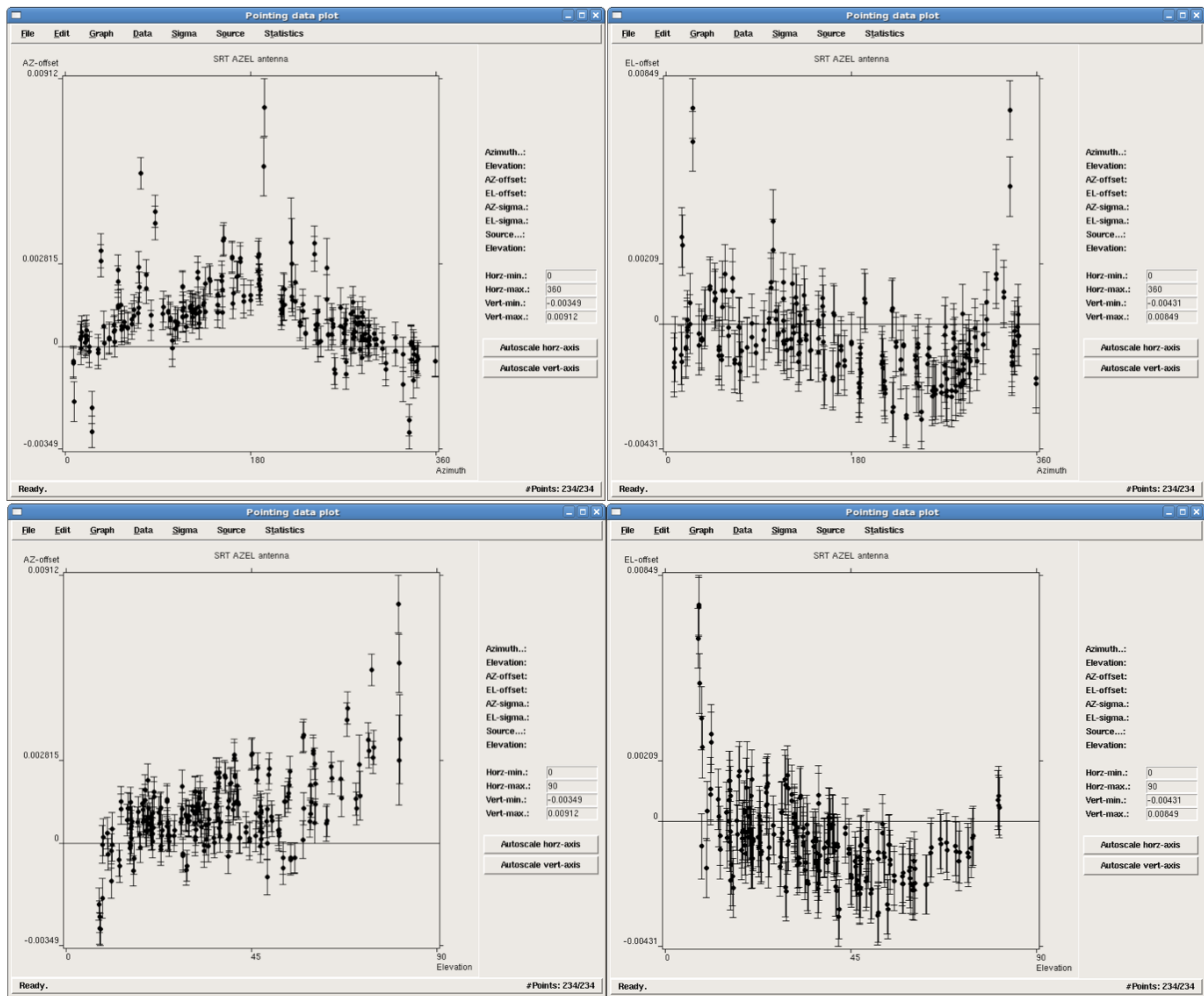 Pointing data plot
File Edit Graph Data Sigma Source Statistics
AZ-offset
SRT AZEL antenna
0.00912
0.002815
0
-0.00349
0 180 360
Azimuth
Azimuth..:
Elevation:
AZ-offset:
EL-offset:
AZ-sigma.:
EL-sigma.:
Source...:
Elevation:
Horz-min.: 0
Horz-max.: 360
Vert-min.: -0.00349
Vert-max.: 0.00912
Autoscale horz-axis
Autoscale vert-axis
Ready. #Points: 234/234
Pointing data plot
File Edit Graph Data Sigma Source Statistics
EL-offset
SRT AZEL antenna
0.00849
0.00209
0
-0.00431
0 180 360
Azimuth
Azimuth..:
Elevation:
AZ-offset:
EL-offset:
AZ-sigma.:
EL-sigma.:
Source...:
Elevation:
Horz-min.: 0
Horz-max.: 360
Vert-min.: -0.00431
Vert-max.: 0.00849
Autoscale horz-axis
Autoscale vert-axis
Ready. #Points: 234/234
Pointing data plot
File Edit Graph Data Sigma Source Statistics
AZ-offset
SRT AZEL antenna
0.00912
0.002815
0
-0.00349
0 45 90
Elevation
Azimuth..:
Elevation:
AZ-offset:
EL-offset:
AZ-sigma.:
EL-sigma.:
Source...:
Elevation:
Horz-min.: 0
Horz-max.: 90
Vert-min.: -0.00349
Vert-max.: 0.00912
Autoscale horz-axis
Autoscale vert-axis
Ready. #Points: 234/234
Pointing data plot
File Edit Graph Data Sigma Source Statistics
EL-offset
SRT AZEL antenna
0.00849
0.00209
0
-0.00431
0 45 90
Elevation
Azimuth..:
Elevation:
AZ-offset:
EL-offset:
AZ-sigma.:
EL-sigma.:
Source...:
Elevation:
Horz-min.: 0
Horz-max.: 90
Vert-min.: -0.00431
Vert-max.: 0.00849
Autoscale horz-axis
Autoscale vert-axis
Ready. #Points: 234/234